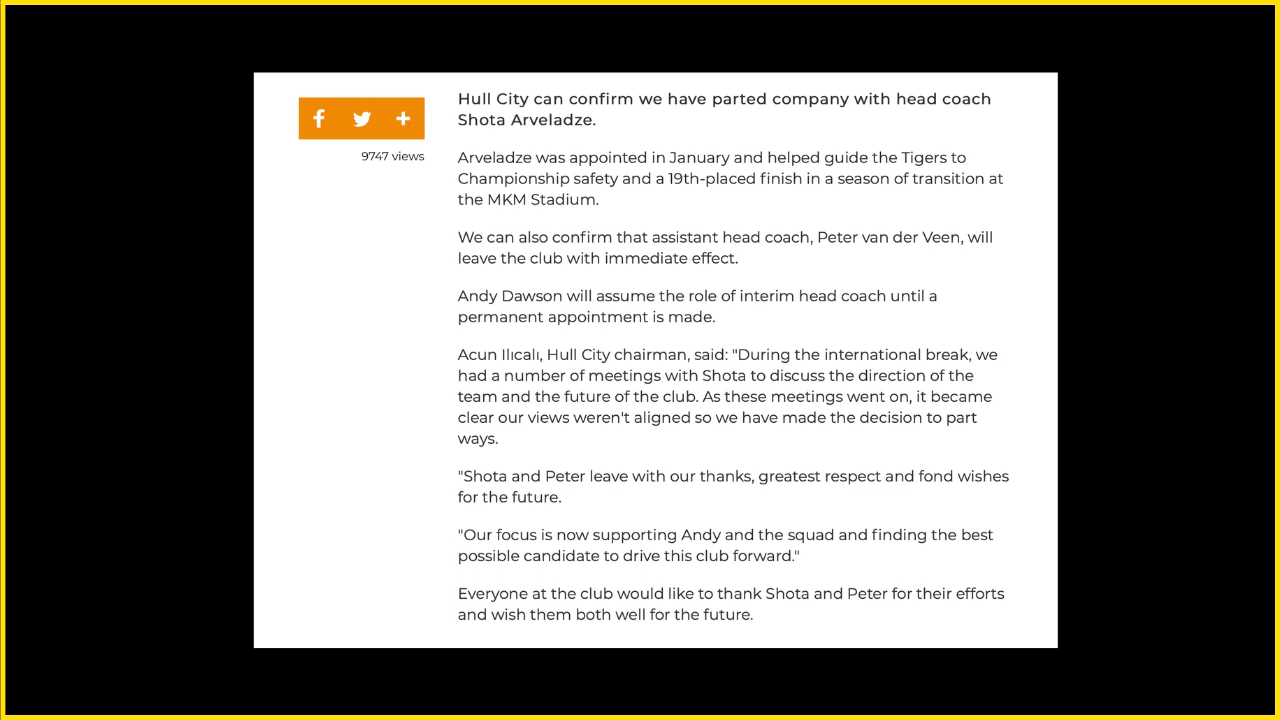 Hull City can confirm we have parted company with head coach
Shota Arveladze.
9747 views
Arveladze was appointed in January and helped guide the Tigers to
Championship safety and a 19th-placed finish in a season of transition at
the MKM Stadium.
We can also confirm that assistant head coach, Peter van der Veen, will
leave the club with immediate effect.
Andy Dawson will assume the role of interim head coach until a
permanent appointment is made.
Acun Ilıcalı, Hull City chairman, said: "During the international break, we
had a number of meetings with Shota to discuss the direction of the
team and the future of the club. As these meetings went on, it became
clear our views weren't aligned so we have made the decision to part
ways.
"Shota and Peter leave with our thanks, greatest respect and fond wishes
for the future.
"Our focus is now supporting Andy and the squad and finding the best
possible candidate to drive this club forward."
Everyone at the club would like to thank Shota and Peter for their efforts
and wish them both well for the future.